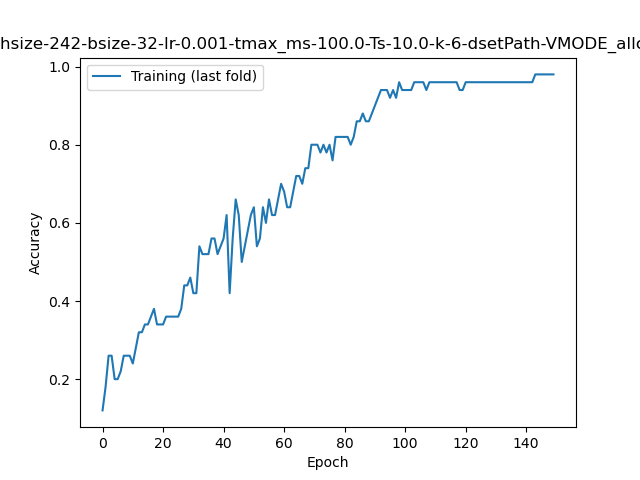 hsize-242-bsize-32-lr-0.001-tmax_ms-100.0-Ts-10.0-k-6-dsetPath-VMODE_allo
Training (last fold)
1.0
0.8
0.6
0.4
0.2
Accuracy
0 20 40 60 80 100 120 140
Epoch